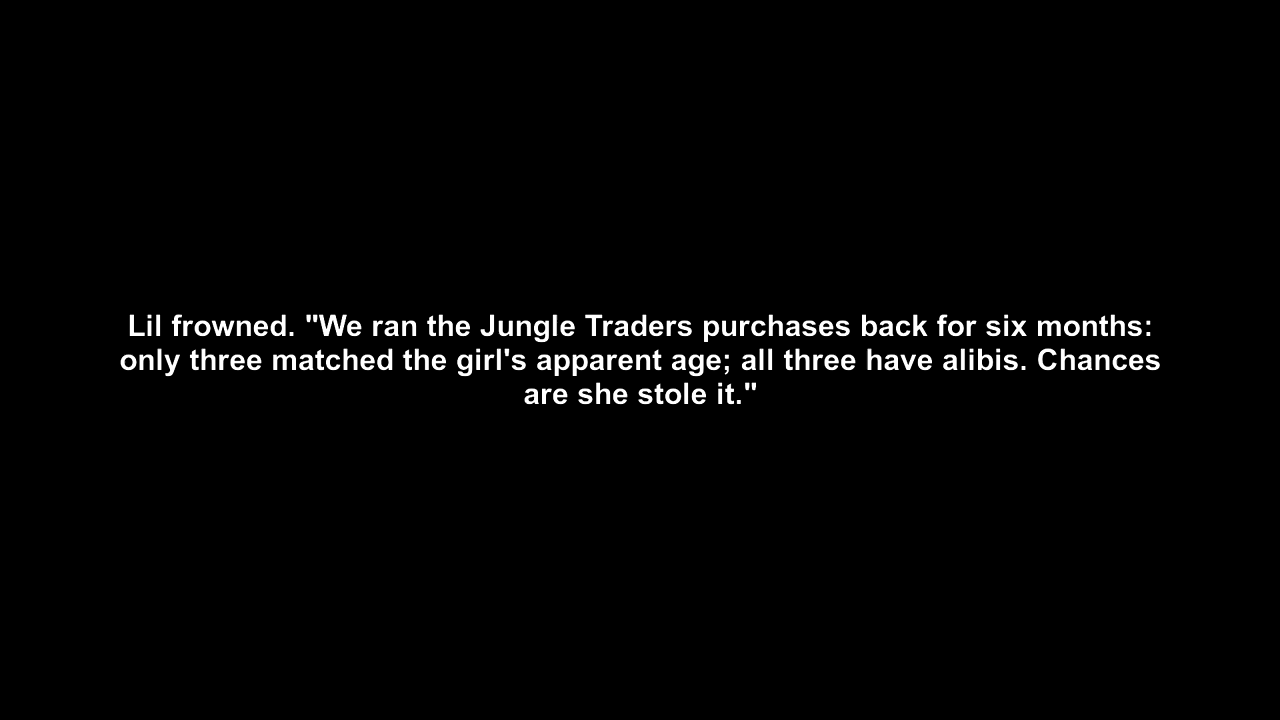 Lil frowned. "We ran the Jungle Traders purchases back for six months:
only three matched the girl's apparent age; all three have alibis. Chances
are she stole it."